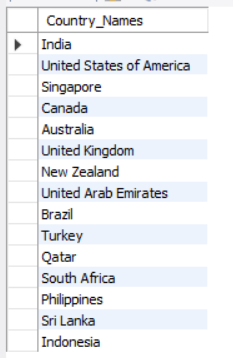 Country_Names
India
United States of America
Singapore
Canada
Australia
United Kingdom
New Zealand
United Arab Emirates
Brazil
Turkey
Qatar
South Africa
Philippines
Sri Lanka
Indonesia